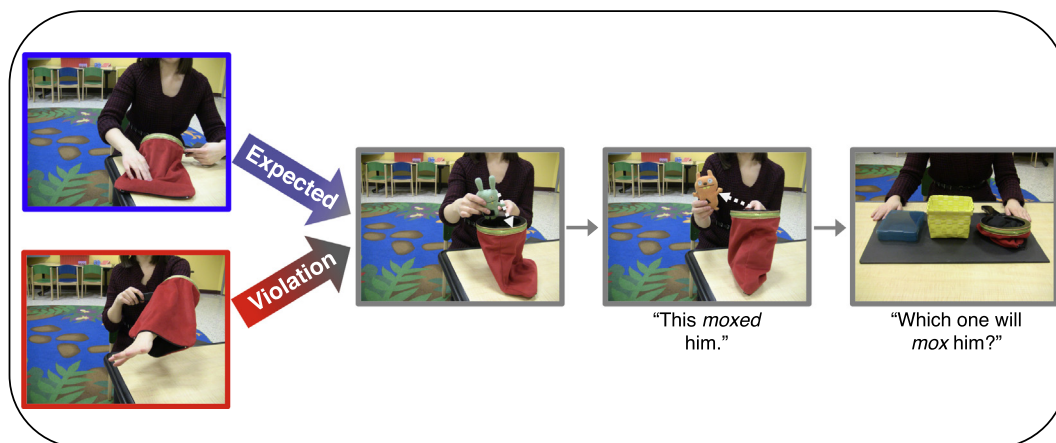 Expected
Violation
“This moxed
him.”
“Which one will
mox him?”